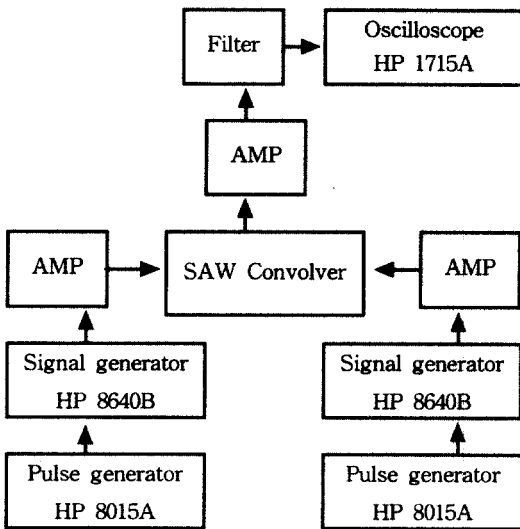 Filter
Oscilloscope
HP 1715A
AMP
AMP
SAW Convolver
AMP
Signal generator
HP 8640B
Signal generator
HP 8640B
Pulse generator
HP 8015A
Pulse generator
HP 8015A